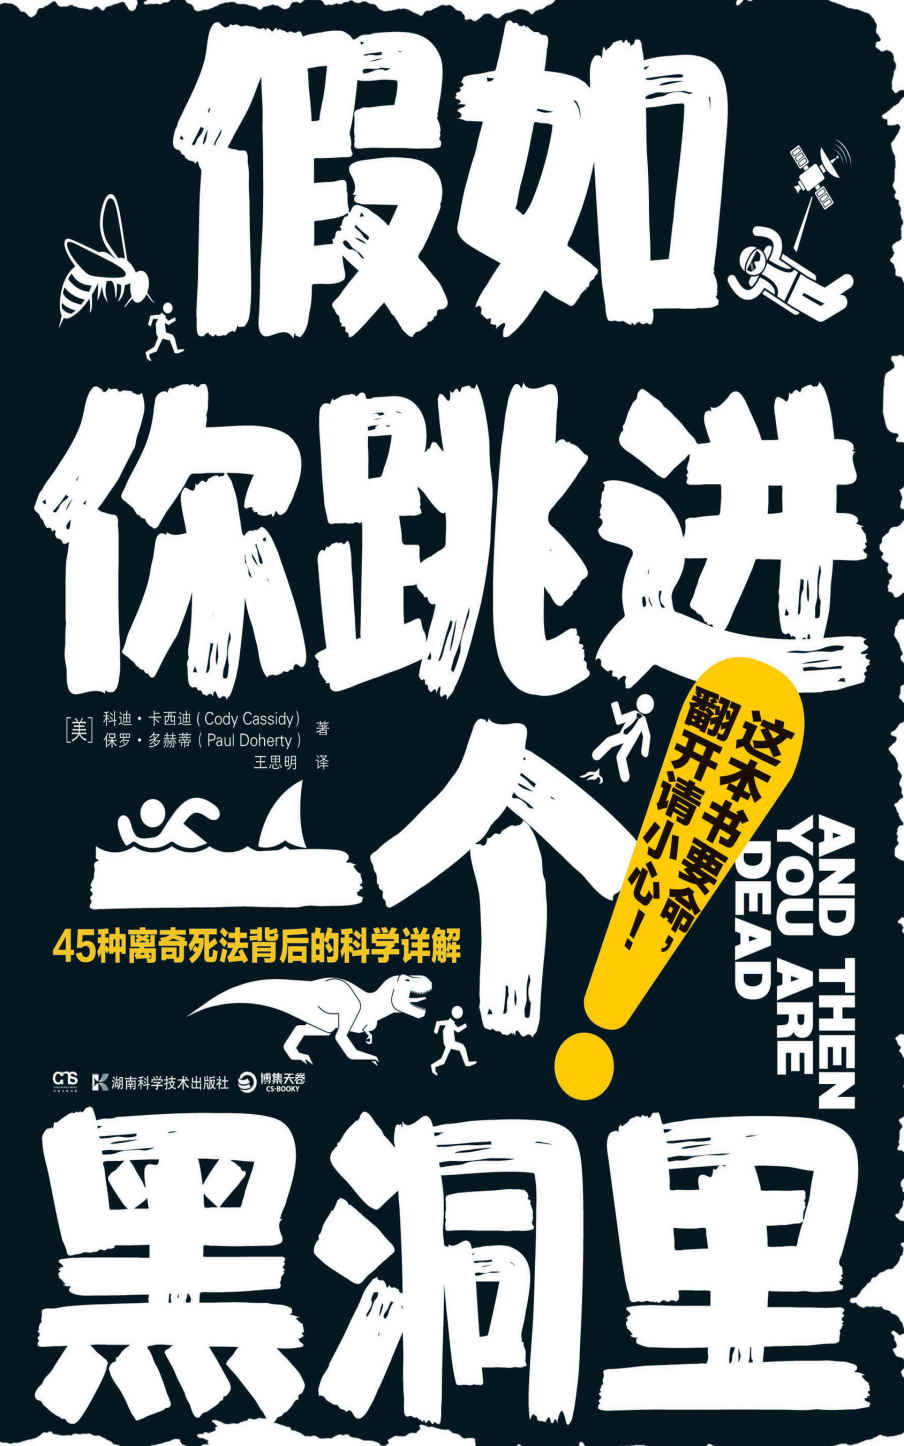 假如
你跳进
[美]
科迪·卡西迪 ( Cody Cassidy )
保罗·多赫蒂 ( Paul Doherty )
著
王思明 译
一个
这本书要命，
翻开请小心！
AND THEN
YOU ARE
DEAD
45种离奇死法背后的科学详解
湖南科学技术出版社
博集天卷
CS-BOOKY
黑洞里